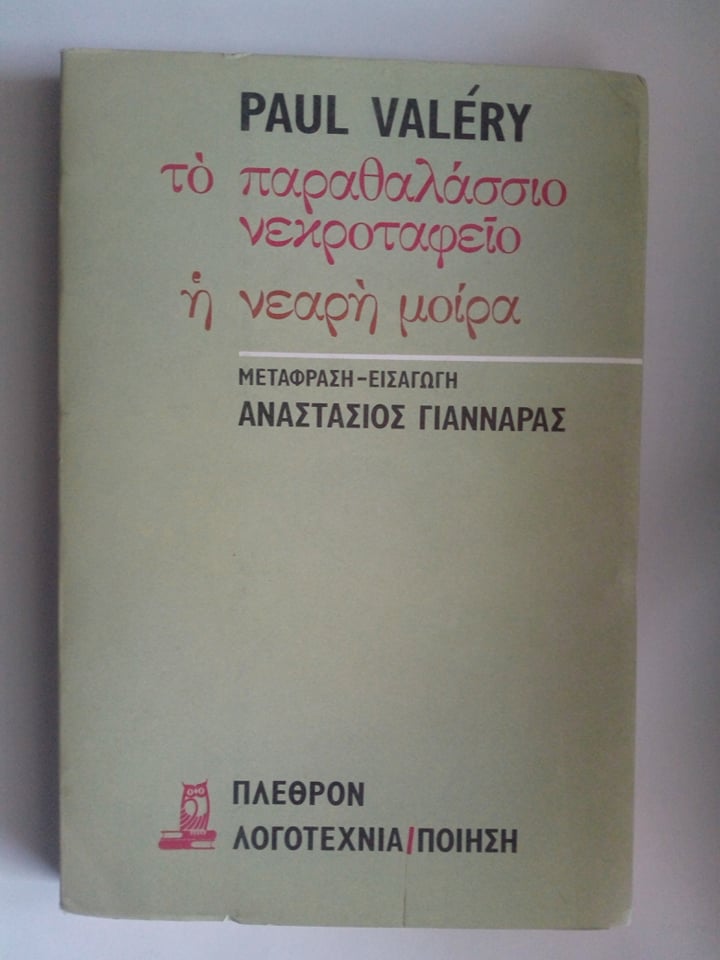 PAUL VALÉRY
τὸ παραθαλάσσιο
νεκροταφεῖο
ἡ νεαρὴ μοίρα
ΜΕΤΑΦΡΑΣΗ-ΕΙΣΑΓΩΓΗ
ΑΝΑΣΤΑΣΙΟΣ ΓΙΑΝΝΑΡΑΣ
ΠΛΕΘΡΟΝ
ΛΟΓΟΤΕΧΝΙΑ/ΠΟΙΗΣΗ